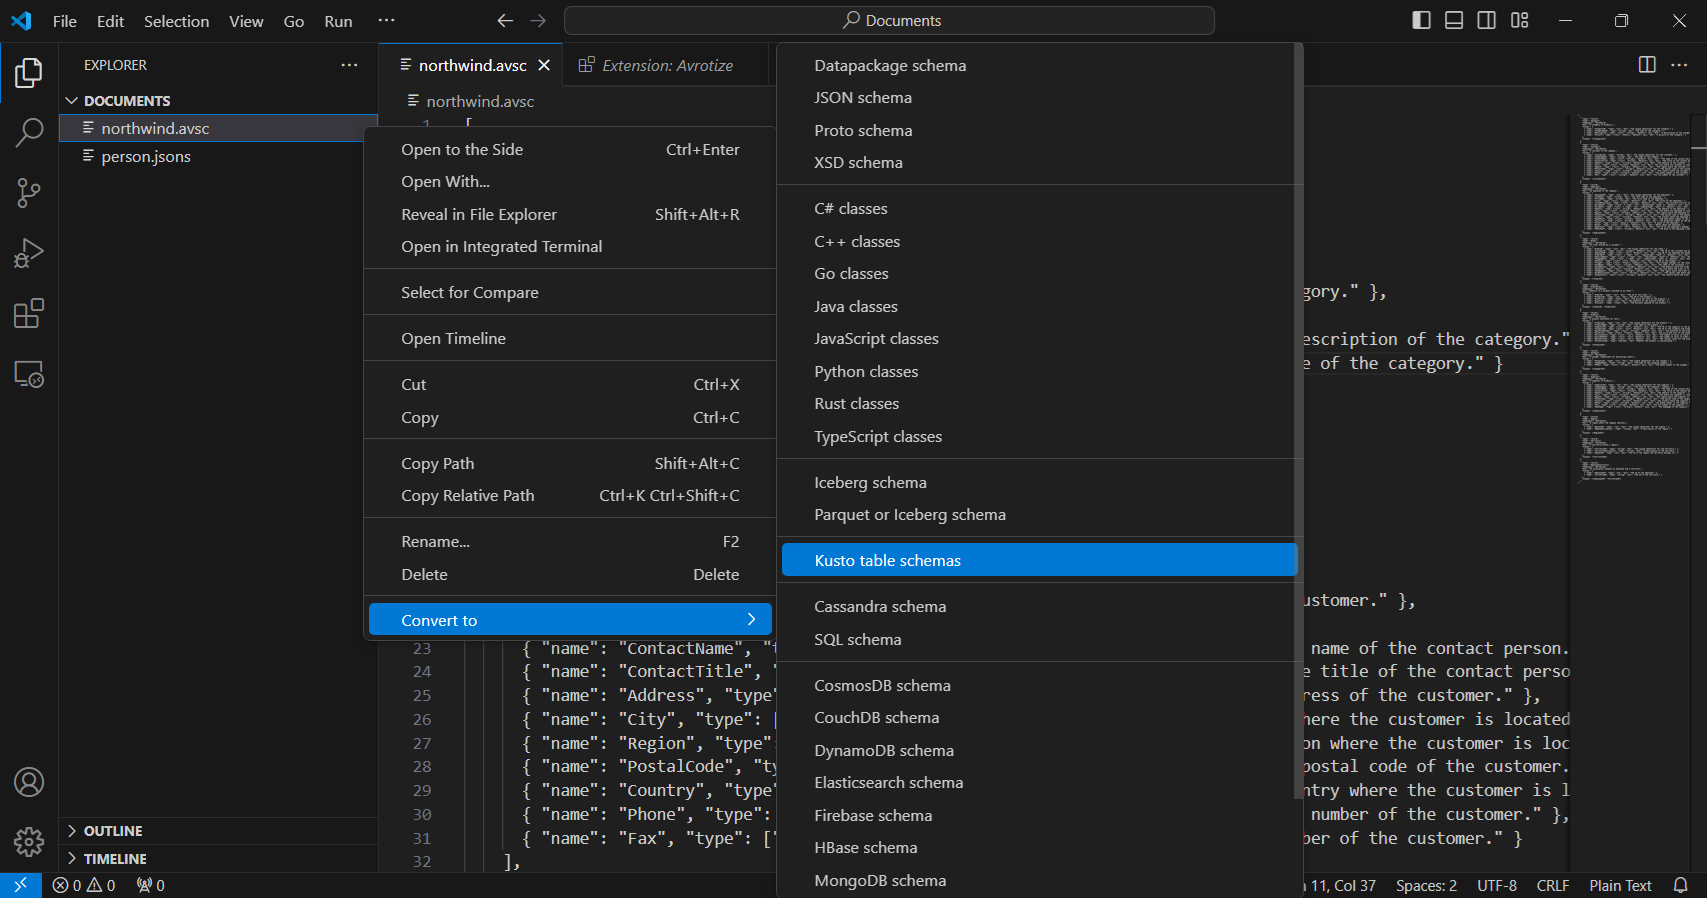 File Edit Selection View Go Run ···
Documents
EXPLORER ···
DOCUMENTS
northwind.avsc
person.jsons
OUTLINE
TIMELINE
northwind.avsc
Extension: Avrotize
northwind.avsc
1 [
Open to the Side Ctrl+Enter
Open With...
Reveal in File Explorer Shift+Alt+R
Open in Integrated Terminal
Select for Compare
Open Timeline
Cut Ctrl+X
Copy Ctrl+C
Copy Path Shift+Alt+C
Copy Relative Path Ctrl+K Ctrl+Shift+C
Rename... F2
Delete Delete
Convert to
Datapackage schema
JSON schema
Proto schema
XSD schema
C# classes
C++ classes
Go classes
Java classes
JavaScript classes
Python classes
Rust classes
TypeScript classes
Iceberg schema
Parquet or Iceberg schema
Kusto table schemas
Cassandra schema
SQL schema
CosmosDB schema
CouchDB schema
DynamoDB schema
Elasticsearch schema
Firebase schema
HBase schema
MongoDB schema
gory." },
escription of the category."
e of the category." }
ustomer." },
23 { "name": "ContactName", " name of the contact person.
24 { "name": "ContactTitle", " e title of the contact perso
25 { "name": "Address", "type" ress of the customer." },
26 { "name": "City", "type": [ here the customer is located
27 { "name": "Region", "type": on where the customer is loc
28 { "name": "PostalCode", "ty postal code of the customer.
29 { "name": "Country", "type" ntry where the customer is l
30 { "name": "Phone", "type": number of the customer." },
31 { "name": "Fax", "type": [" ber of the customer." }
32 ],
0 0 0
11, Col 37 Spaces: 2 UTF-8 CRLF Plain Text